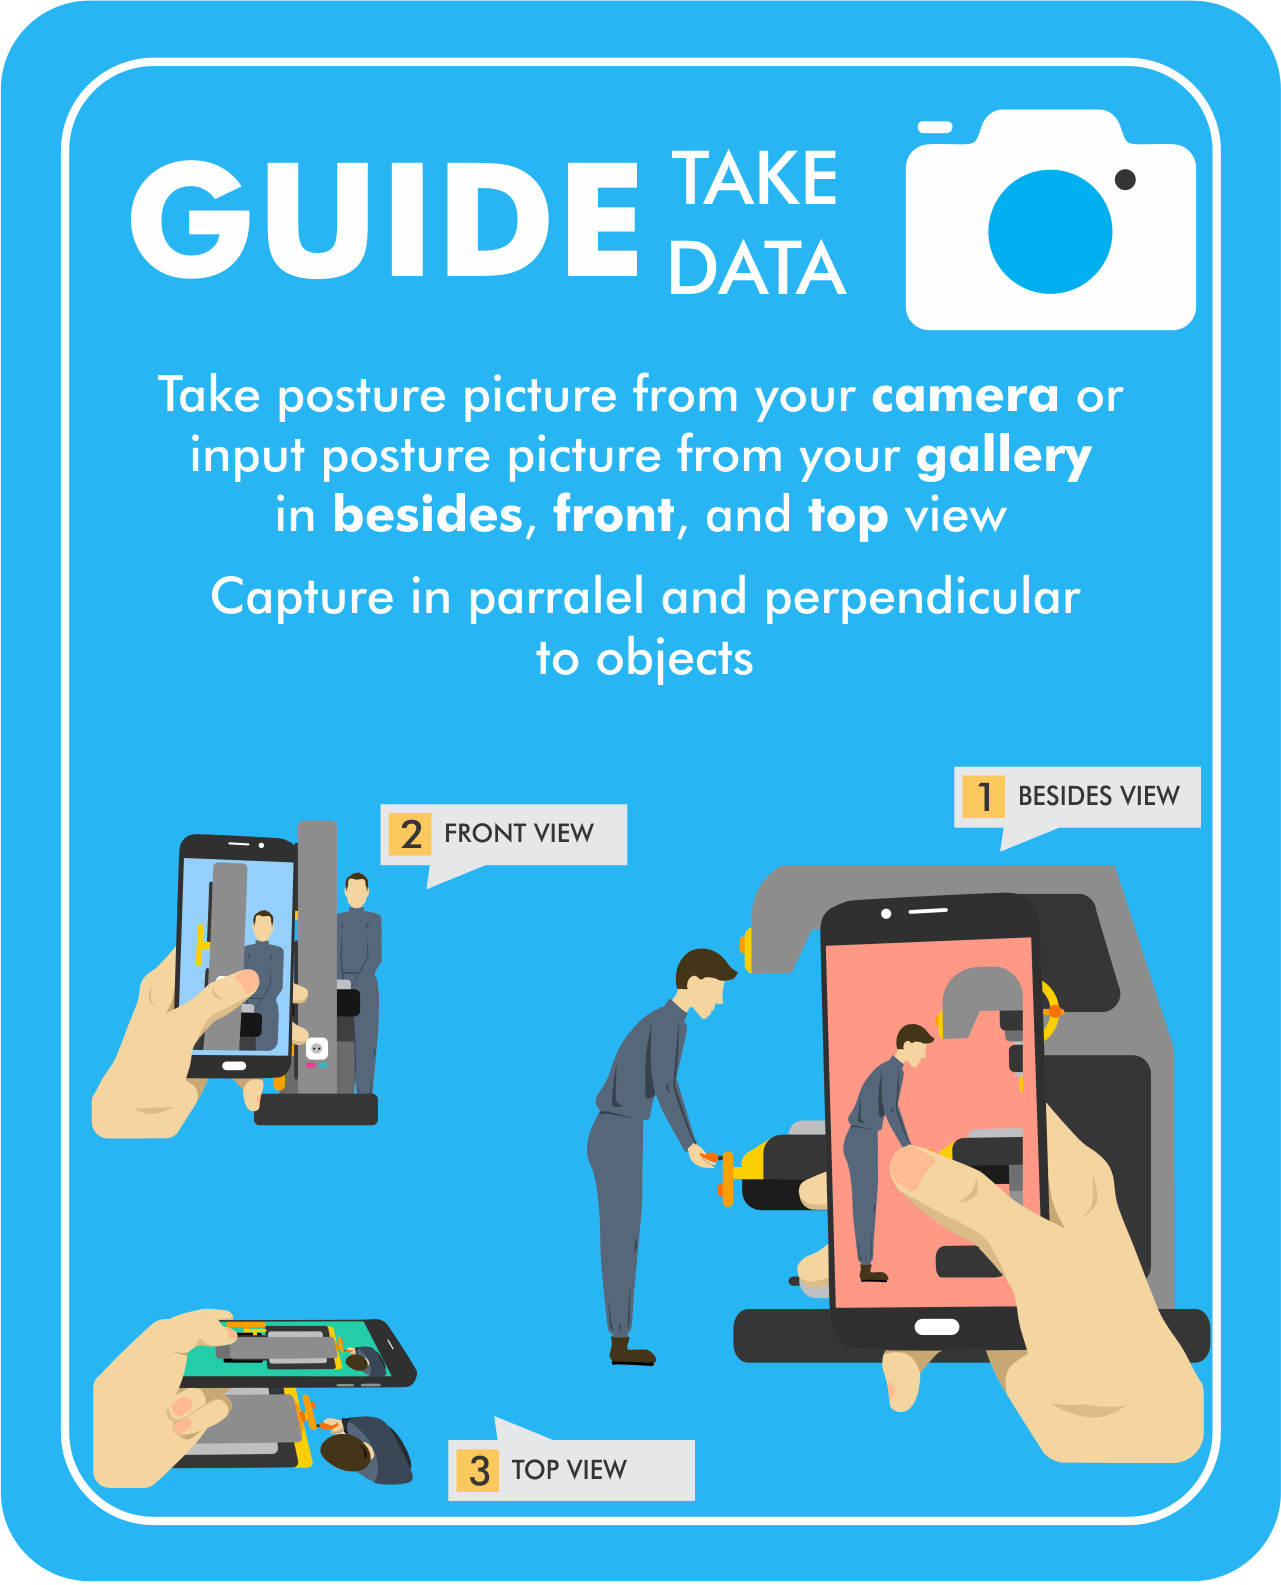 GUIDE TAKE
DATA
Take posture picture from your camera or
input posture picture from your gallery
in besides, front, and top view
Capture in parralel and perpendicular
to objects
1 BESIDES VIEW
2 FRONT VIEW
3 TOP VIEW